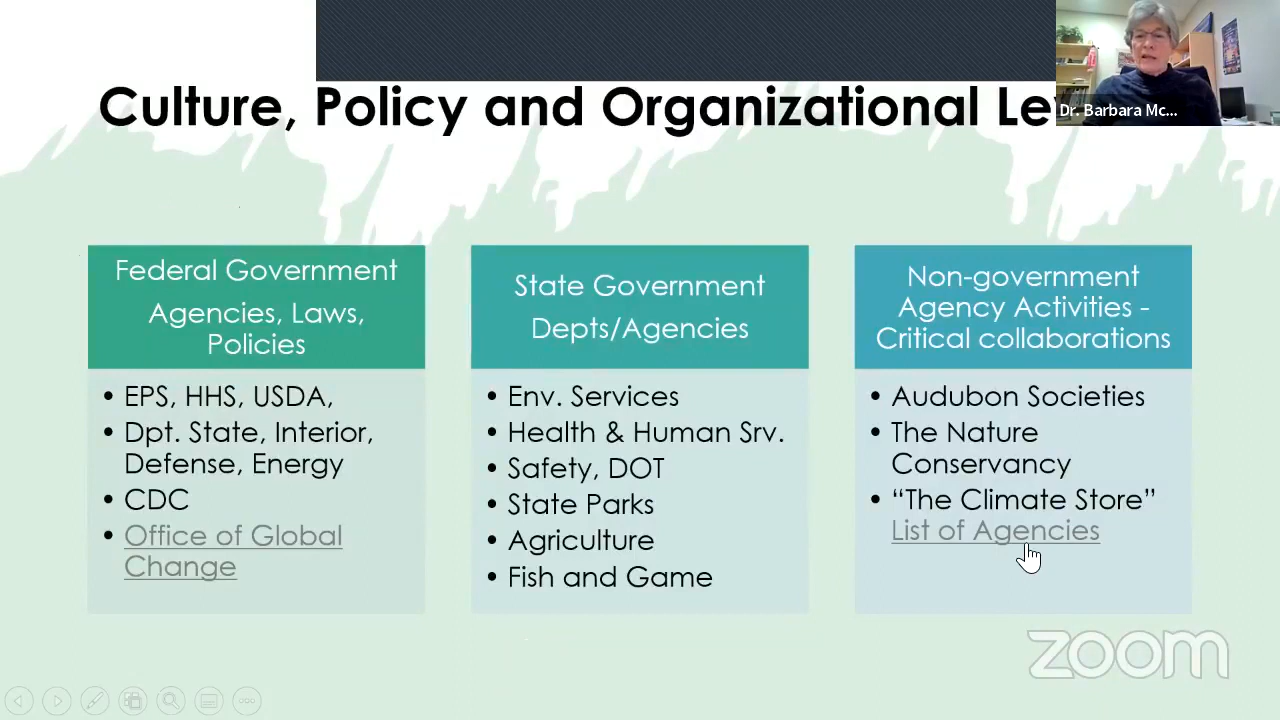 Culture, Policy and Organizational Le
Dr. Barbara Mc...
Federal Government
Agencies, Laws,
Policies
• EPS, HHS, USDA,
• Dpt. State, Interior,
Defense, Energy
• CDC
• Office of Global
Change
State Government
Depts/Agencies
• Env. Services
• Health & Human Srv.
• Safety, DOT
• State Parks
• Agriculture
• Fish and Game
Non-government
Agency Activities -
Critical collaborations
• Audubon Societies
• The Nature
Conservancy
• “The Climate Store”
List of Agencies
zoom